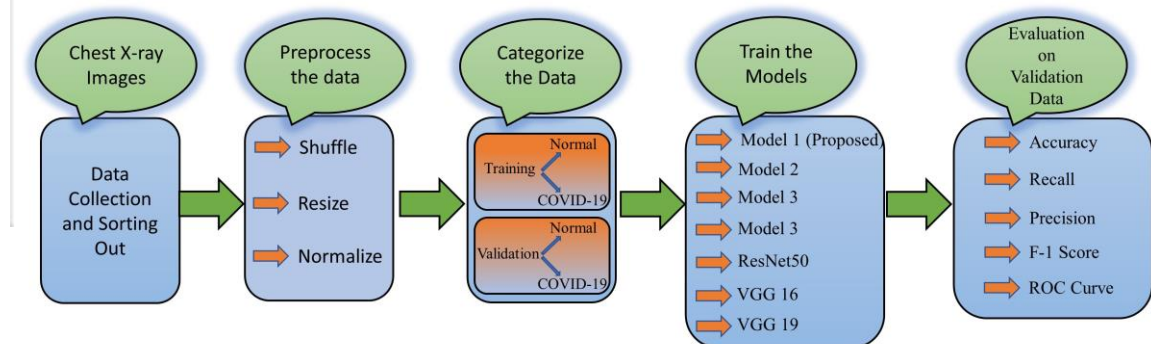 Chest X-ray
Images
Data
Collection
and Sorting
Out
Preprocess
the data
Shuffle
Resize
Normalize
Categorize
the Data
Normal
Training
COVID-19
Normal
Validation
COVID-19
Train the
Models
Model 1 (Proposed)
Model 2
Model 3
Model 3
ResNet50
VGG 16
VGG 19
Evaluation
on
Validation
Data
Accuracy
Recall
Precision
F-1 Score
ROC Curve